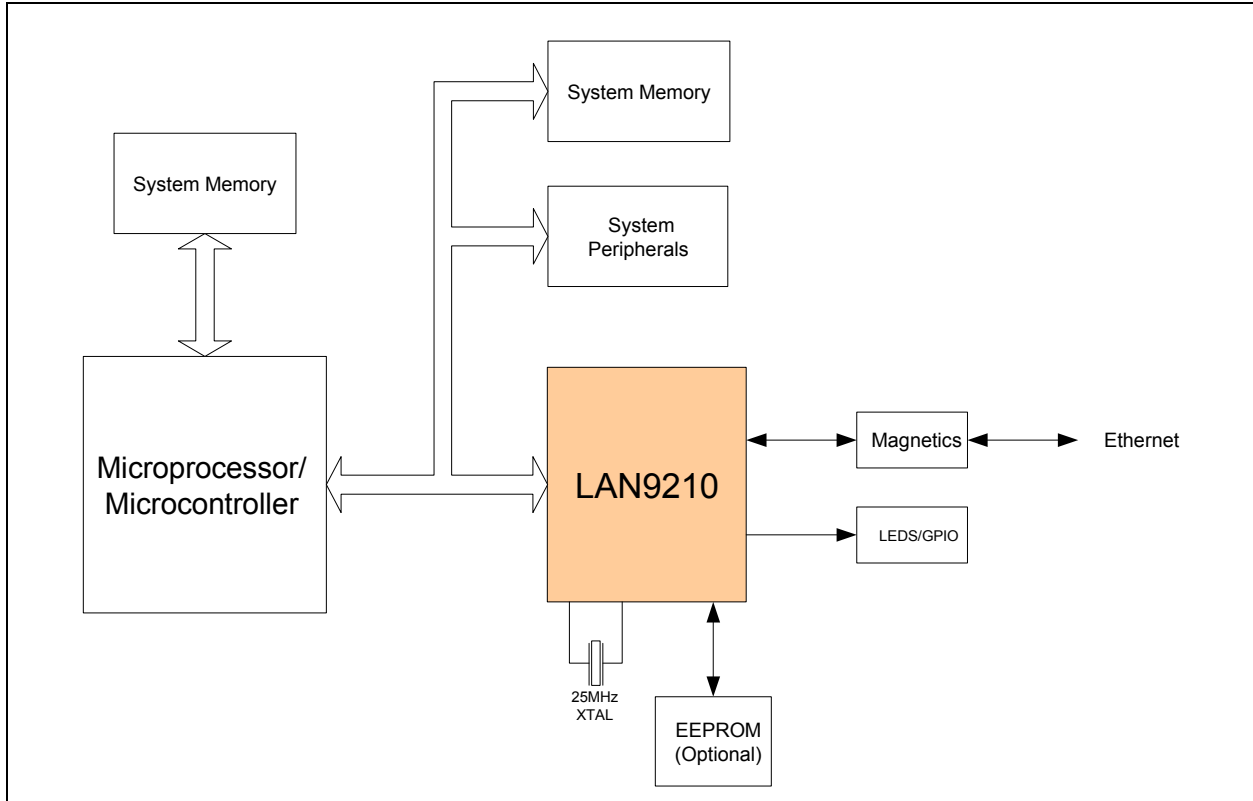 System Memory
System Memory
System
Peripherals
Microprocessor/
Microcontroller
LAN9210
Magnetics
Ethernet
LEDS/GPIO
25MHz
XTAL
EEPROM
(Optional)